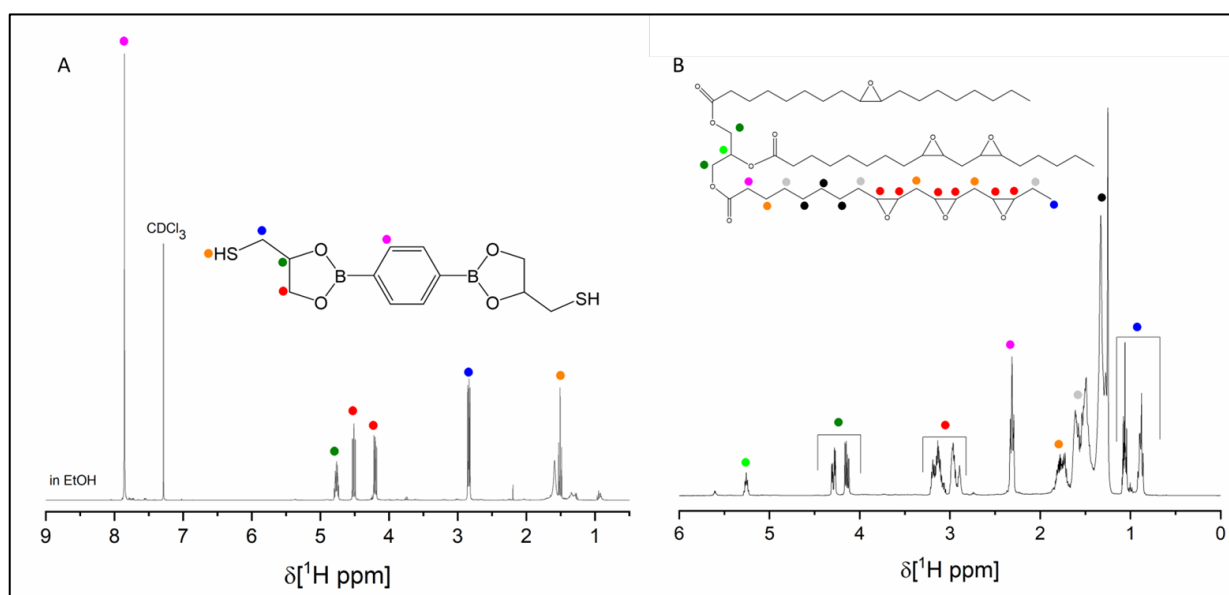 A
CDCl3
HS
O
O
B
B
O
O
SH
in EtOH
9 8 7 6 5 4 3 2 1
δ[¹H ppm]
B
O
O
O
O
O
O
O
O
O
O
O
O
6 5 4 3 2 1 0
δ[¹H ppm]